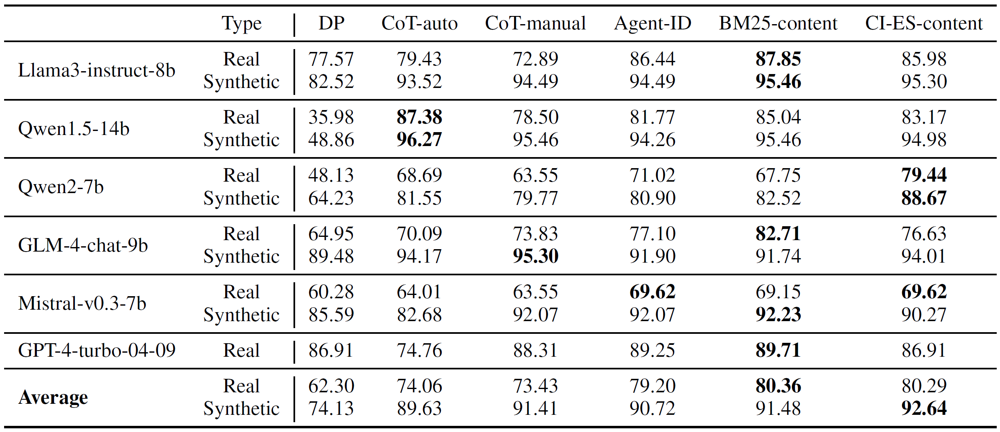 Type DP CoT-auto CoT-manual Agent-ID BM25-content CI-ES-content
Llama3-instruct-8b
Real 77.57 79.43 72.89 86.44 87.85 85.98
Synthetic 82.52 93.52 94.49 94.49 95.46 95.30
Qwen1.5-14b
Real 35.98 87.38 78.50 81.77 85.04 83.17
Synthetic 48.86 96.27 95.46 94.26 95.46 94.98
Qwen2-7b
Real 48.13 68.69 63.55 71.02 67.75 79.44
Synthetic 64.23 81.55 79.77 80.90 82.52 88.67
GLM-4-chat-9b
Real 64.95 70.09 73.83 77.10 82.71 76.63
Synthetic 89.48 94.17 95.30 91.90 91.74 94.01
Mistral-v0.3-7b
Real 60.28 64.01 63.55 69.62 69.15 69.62
Synthetic 85.59 82.68 92.07 92.07 92.23 90.27
GPT-4-turbo-04-09 Real 86.91 74.76 88.31 89.25 89.71 86.91
Average
Real 62.30 74.06 73.43 79.20 80.36 80.29
Synthetic 74.13 89.63 91.41 90.72 91.48 92.64